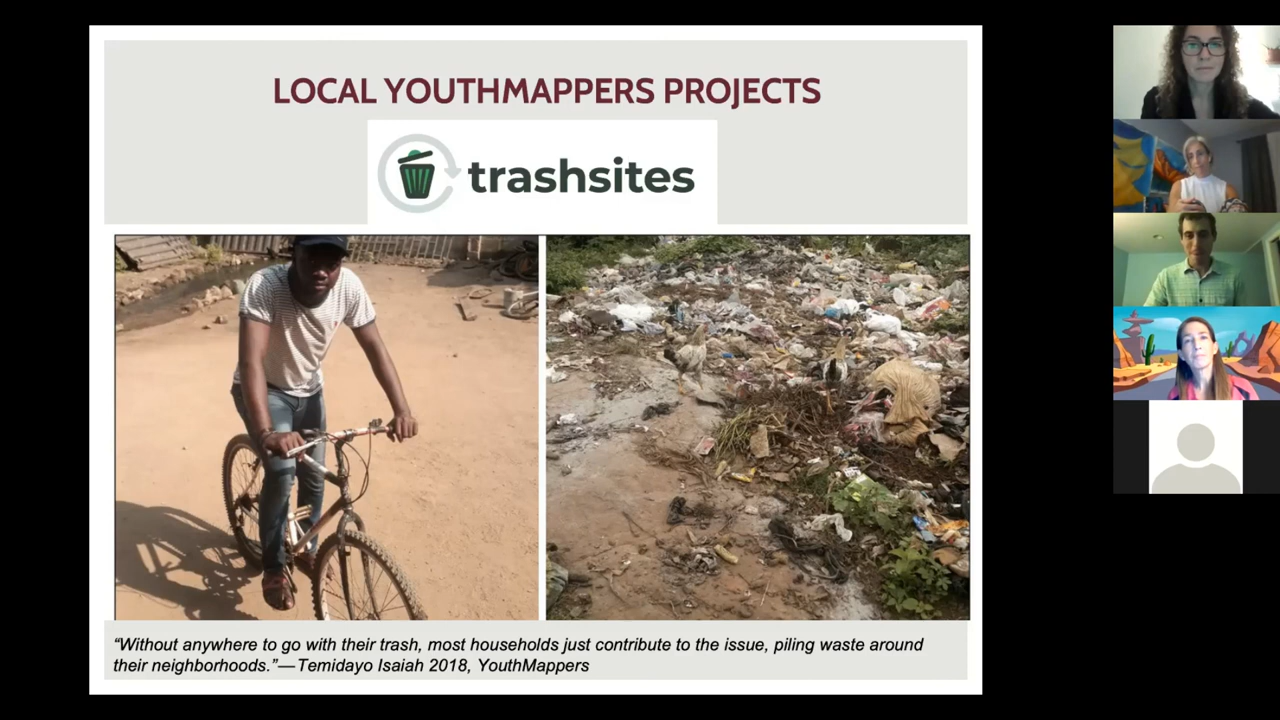 LOCAL YOUTHMAPPERS PROJECTS
trashsites
“Without anywhere to go with their trash, most households just contribute to the issue, piling waste around
their neighborhoods.”—Temidayo Isaiah 2018, YouthMappers